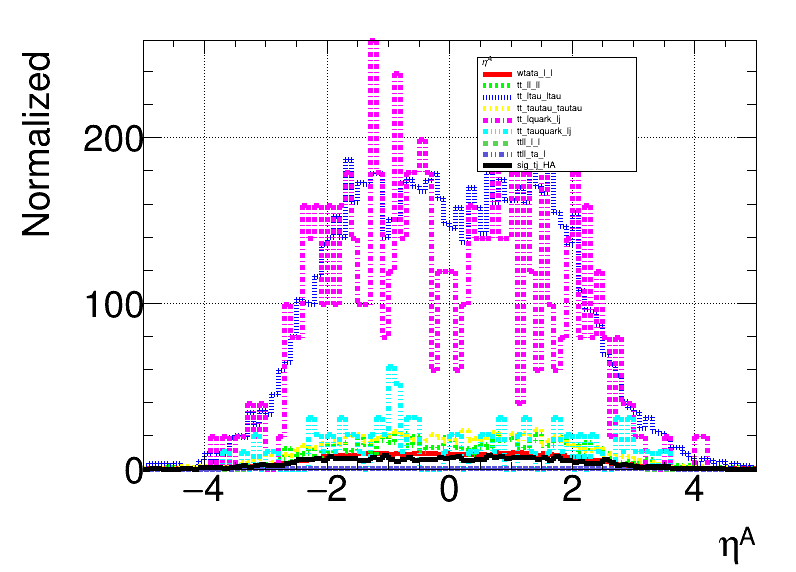 Normalized
200
100
0
−4
−2
0
2
4
η^A
η^A
wtata_l_l
tt_ll_ll
tt_ltau_ltau
tt_tautau_tautau
tt_lquark_lj
tt_tauquark_lj
ttll_l_l
ttll_ta_l
sig_tj_HA